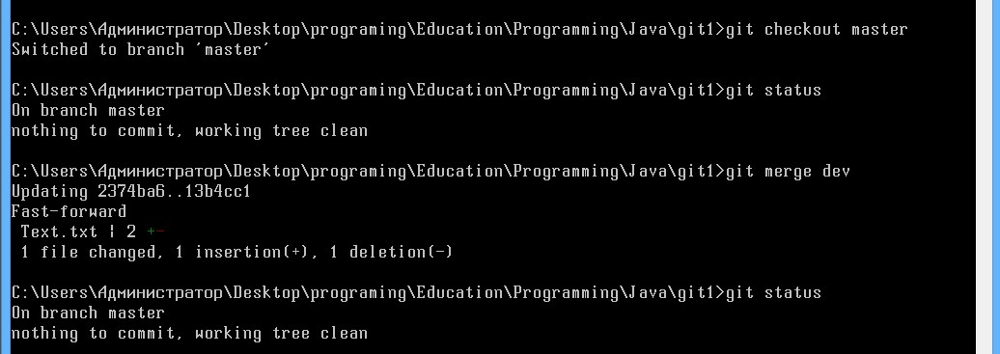 C:\Users\Администратор\Desktop\programing\Education\Programming\Java\git1>git checkout master
Switched to branch 'master'
C:\Users\Администратор\Desktop\programing\Education\Programming\Java\git1>git status
On branch master
nothing to commit, working tree clean
C:\Users\Администратор\Desktop\programing\Education\Programming\Java\git1>git merge dev
Updating 2374ba6..13b4cc1
Fast-forward
Text.txt | 2 +-
1 file changed, 1 insertion(+), 1 deletion(-)
C:\Users\Администратор\Desktop\programing\Education\Programming\Java\git1>git status
On branch master
nothing to commit, working tree clean